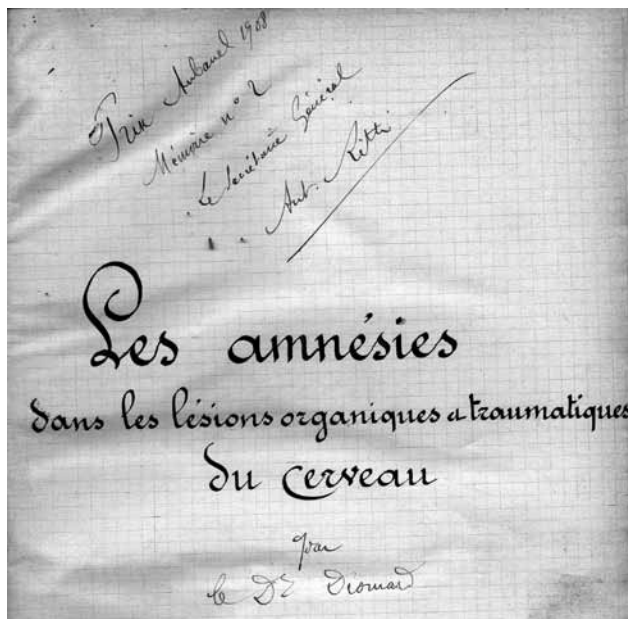 Prix Aubanel 1908
Mémoire n° 2
Le Secrétaire Général
Ant. Ritti
Les amnésies
dans les lésions organiques et traumatiques
du cerveau
par
le Dr